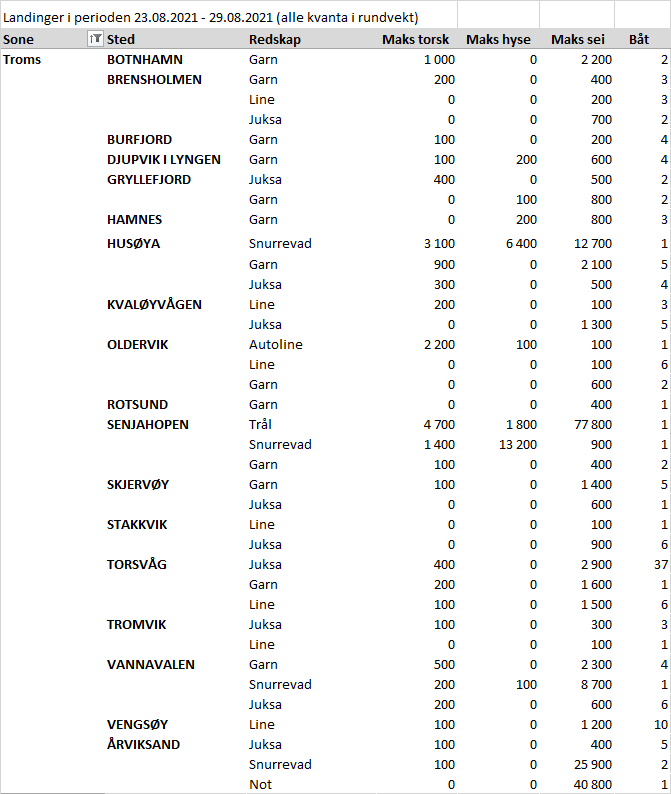 Landinger i perioden 23.08.2021 - 29.08.2021 (alle kvanta i rundvekt)
Sone Sted Redskap Maks torsk Maks hyse Maks sei Båt
Troms BOTNHAMN Garn 1 000 0 2 200 2
BRENSHOLMEN Garn 200 0 400 3
Line 0 0 200 3
Juksa 0 0 700 2
BURFJORD Garn 100 0 200 4
DJUPVIK I LYNGEN Garn 100 200 600 4
GRYLLEFJORD Juksa 400 0 500 2
Garn 0 100 800 2
HAMNES Garn 0 200 800 3
HUSØYA Snurrevad 3 100 6 400 12 700 1
Garn 900 0 2 100 5
Juksa 300 0 500 4
KVALØYVÅGEN Line 200 0 100 3
Juksa 0 0 1 300 5
OLDERVIK Autoline 2 200 100 100 1
Line 0 0 100 6
Garn 0 0 600 2
ROTSUND Garn 0 0 400 1
SENJAHOPEN Trål 4 700 1 800 77 800 1
Snurrevad 1 400 13 200 900 1
Garn 100 0 400 2
SKJERVØY Garn 100 0 1 400 5
Juksa 0 0 600 1
STAKKVIK Line 0 0 100 1
Juksa 0 0 900 6
TORSVÅG Juksa 400 0 2 900 37
Garn 200 0 1 600 1
Line 100 0 1 500 6
TROMVIK Juksa 100 0 300 3
Line 0 0 100 1
VANNAVALEN Garn 500 0 2 300 4
Snurrevad 200 100 8 700 1
Juksa 200 0 600 6
VENGSØY Line 100 0 1 200 10
ÅRVIKSAND Juksa 100 0 400 5
Snurrevad 100 0 25 900 2
Not 0 0 40 800 1